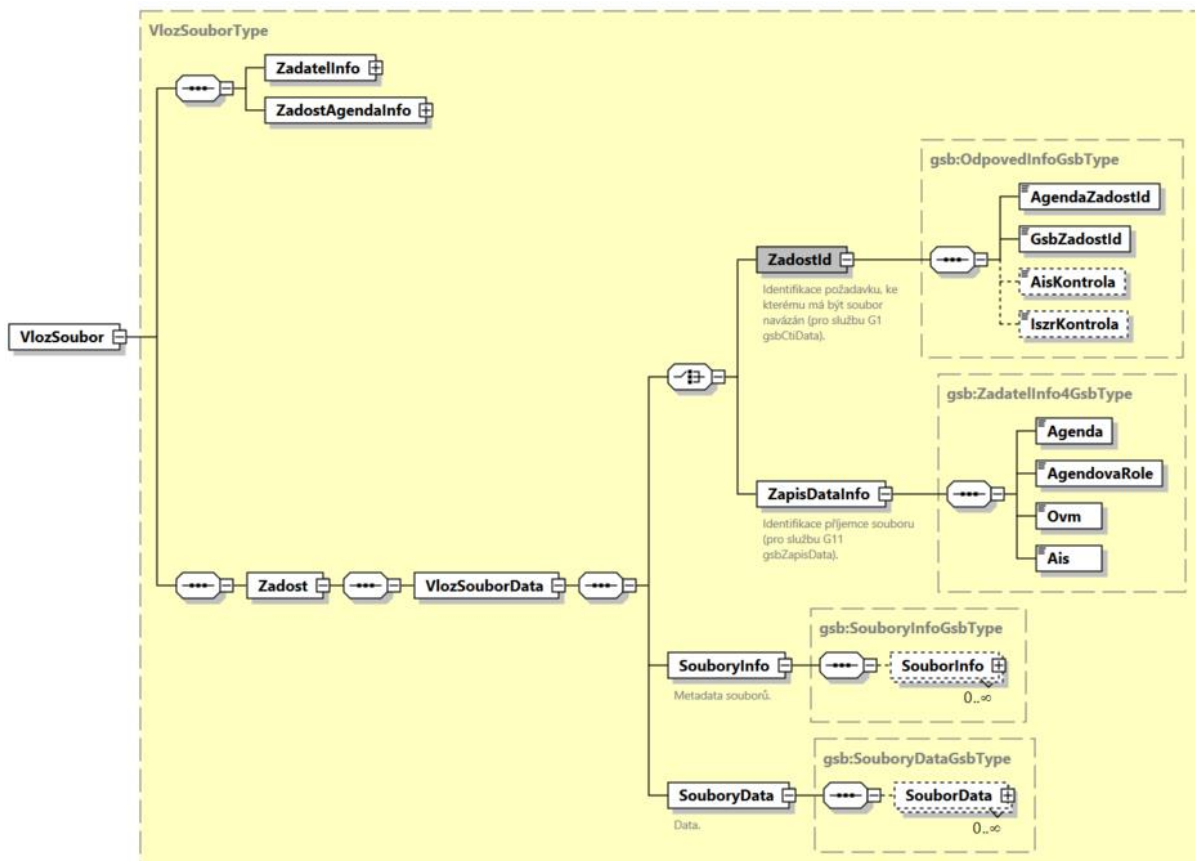 VlozSouborType
ZadatelInfo
ZadostAgendaInfo
gsb:OdpovedInfoGsbType
AgendaZadostId
GsbZadostId
AisKontrola
IszrKontrola
ZadostId
Identifikace požadavku, ke
kterému má být soubor
navázán (pro službu G1
gsbCtiData).
VlozSoubor
gsb:ZadatelInfo4GsbType
Agenda
AgendovaRole
Ovm
Ais
ZapisDataInfo
Identifikace příjemce souboru
(pro službu G11
gsbZapisData).
Zadost
VlozSouborData
gsb:SouboryInfoGsbType
SouboryInfo
Metadata souborů.
SouborInfo
0..∞
gsb:SouboryDataGsbType
SouboryData
Data.
SouborData
0..∞